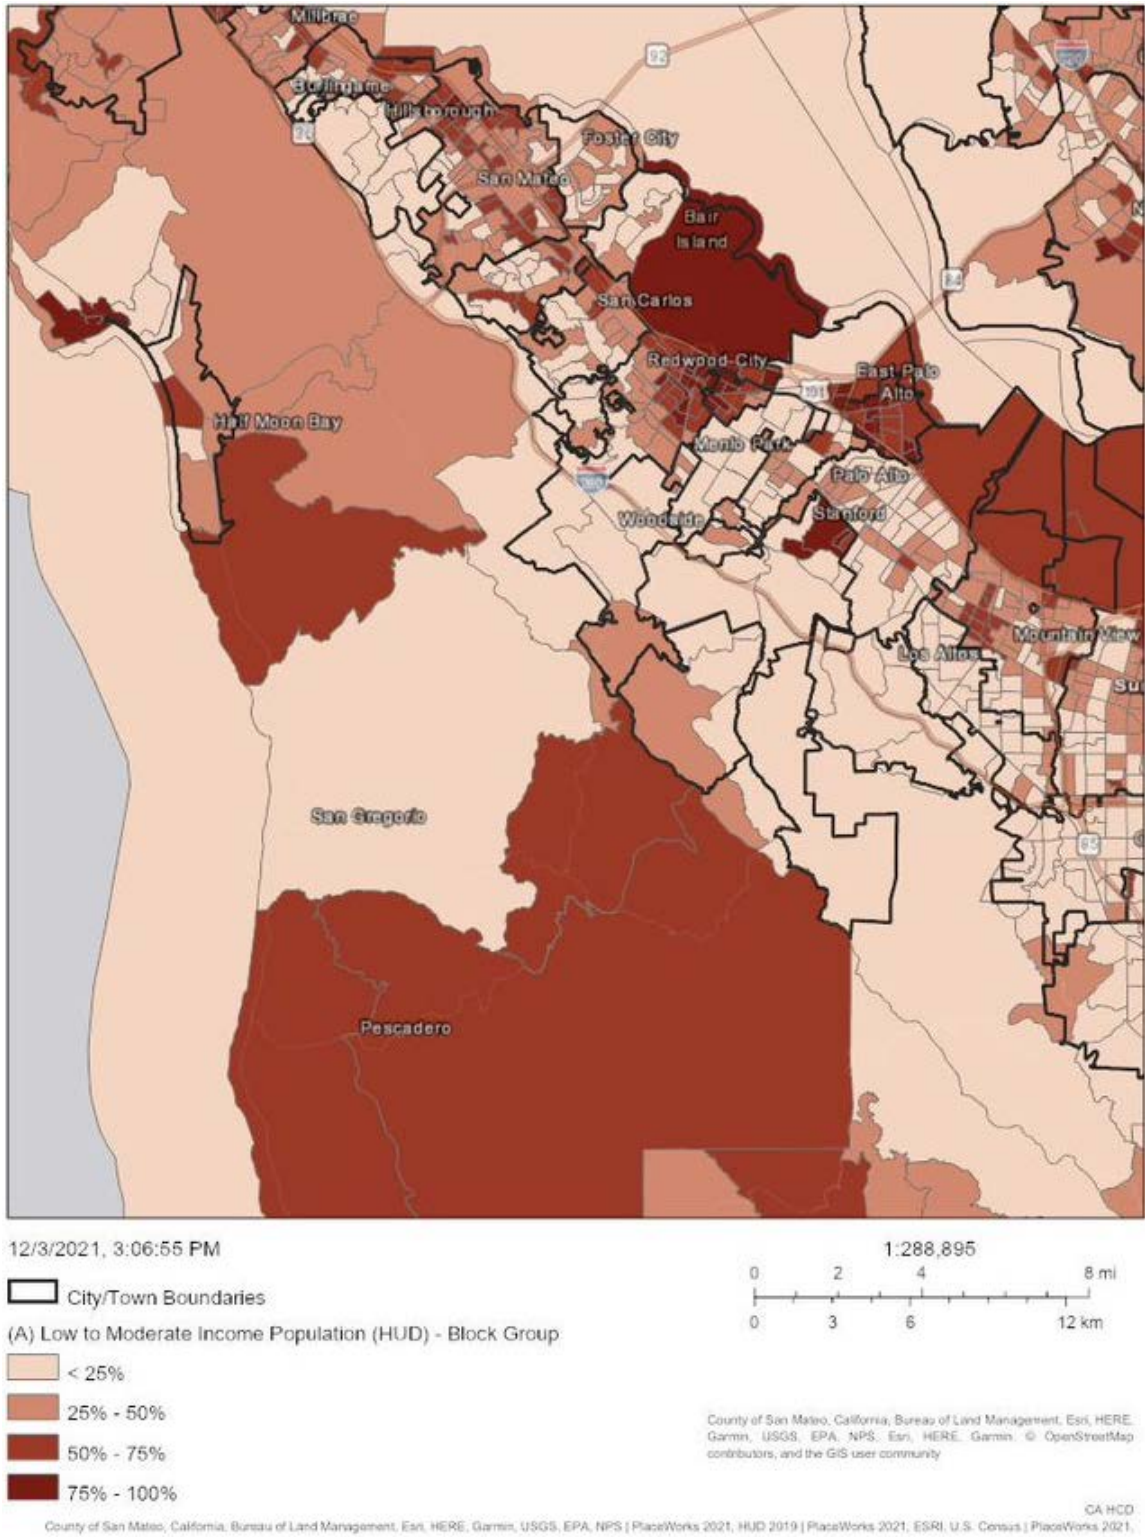 Millbrae
92
Burlingame
Hillsborough
Foster City
San Mateo
Bair
Island
84
San Carlos
Redwood City
East Palo
Alto
101
Half Moon Bay
Menlo Park
Palo Alto
Stanford
Woodside
Mountain View
Los Altos
Su
San Gregorio
85
Pescadero
12/3/2021, 3:06:55 PM
1:288,895
0 2 4 8 mi
0 3 6 12 km
City/Town Boundaries
(A) Low to Moderate Income Population (HUD) - Block Group
< 25%
25% - 50%
50% - 75%
75% - 100%
County of San Mateo, California, Bureau of Land Management, Esri, HERE,
Garmin, USGS, EPA, NPS, Esri, HERE, Garmin, © OpenStreetMap
contributors, and the GIS user community
CA HCD
County of San Mateo, California, Bureau of Land Management, Esri, HERE, Garmin, USGS, EPA, NPS | PlaceWorks 2021, HUD 2019 | PlaceWorks 2021, ESRI, U.S. Census | PlaceWorks 2021,